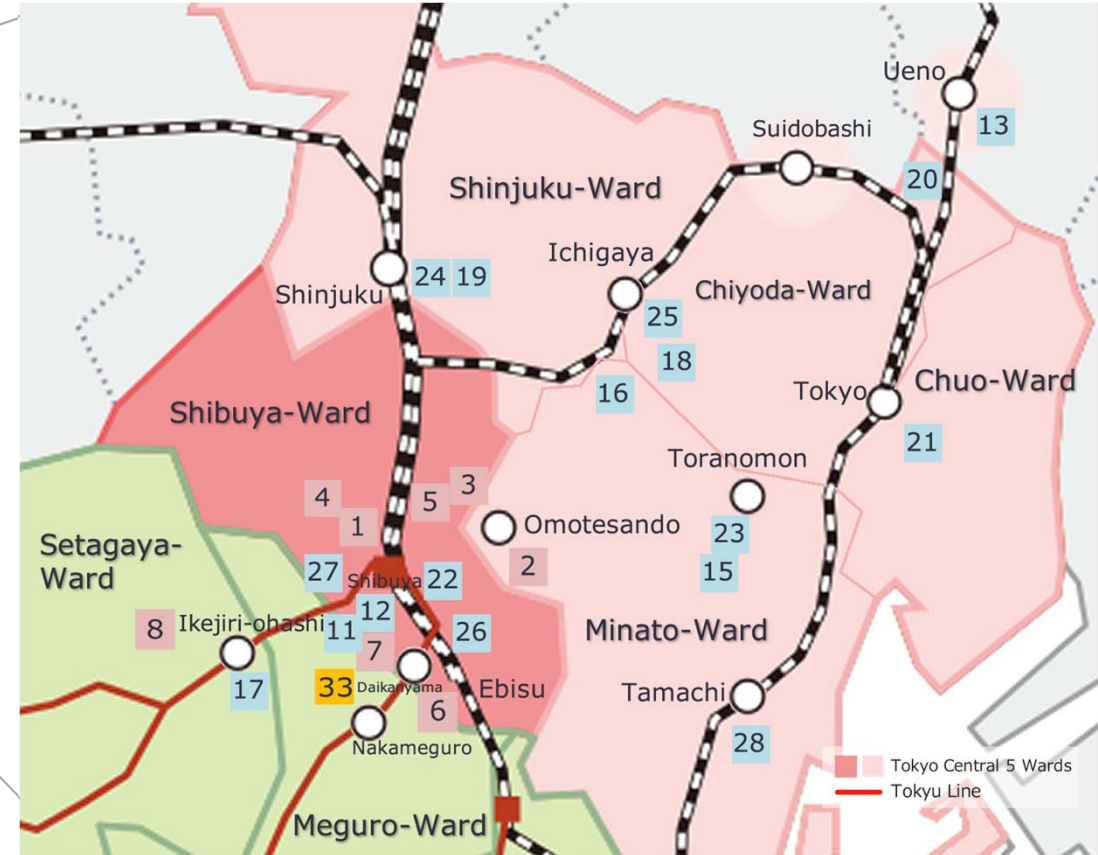 Ueno
13
Suidobashi
20
Shinjuku-Ward
Ichigaya
Shinjuku
24 19
Chiyoda-Ward
25
18
16
Tokyo
Chuo-Ward
21
Shibuya-Ward
Toranomon
4
1
5
3
Omotesando
2
23
15
Setagaya-
Ward
27
Shibuya
22
12
11
26
7
8
Ikejiri-ohashi
17
33
Daikanyama
6
Ebisu
Nakameguro
Minato-Ward
Tamachi
28
Meguro-Ward
Tokyo Central 5 Wards
Tokyu Line